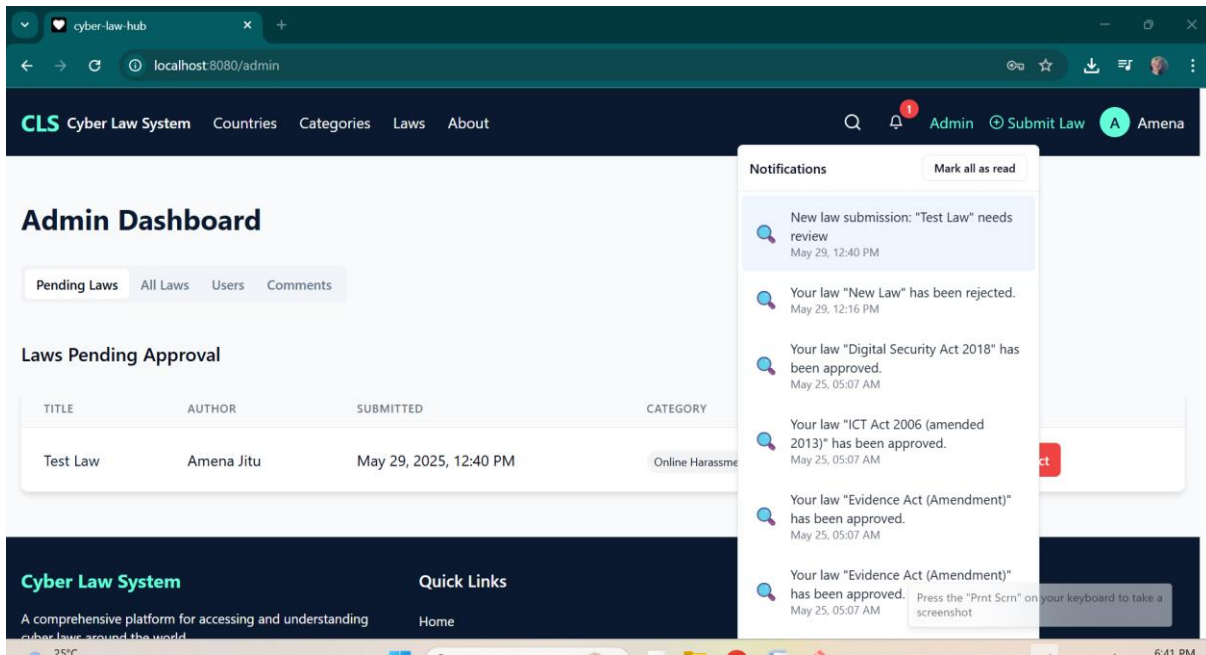 cyber-law-hub
localhost:8080/admin
CLS Cyber Law System Countries Categories Laws About
1
Admin Submit Law A Amena
Notifications Mark all as read
New law submission: "Test Law" needs
review
May 29, 12:40 PM
Your law "New Law" has been rejected.
May 29, 12:16 PM
Your law "Digital Security Act 2018" has
been approved.
May 25, 05:07 AM
Your law "ICT Act 2006 (amended
2013)" has been approved.
May 25, 05:07 AM
Your law "Evidence Act (Amendment)"
has been approved.
May 25, 05:07 AM
Your law "Evidence Act (Amendment)"
has been approved.
May 25, 05:07 AM
Admin Dashboard
Pending Laws All Laws Users Comments
Laws Pending Approval
TITLE AUTHOR SUBMITTED CATEGORY
Test Law Amena Jitu May 29, 2025, 12:40 PM Online Harassme
ct
Cyber Law System
A comprehensive platform for accessing and understanding
cyber laws around the world
Quick Links
Home
Press the "Prnt Scrn" on your keyboard to take a
screenshot
25°C
6:41 PM